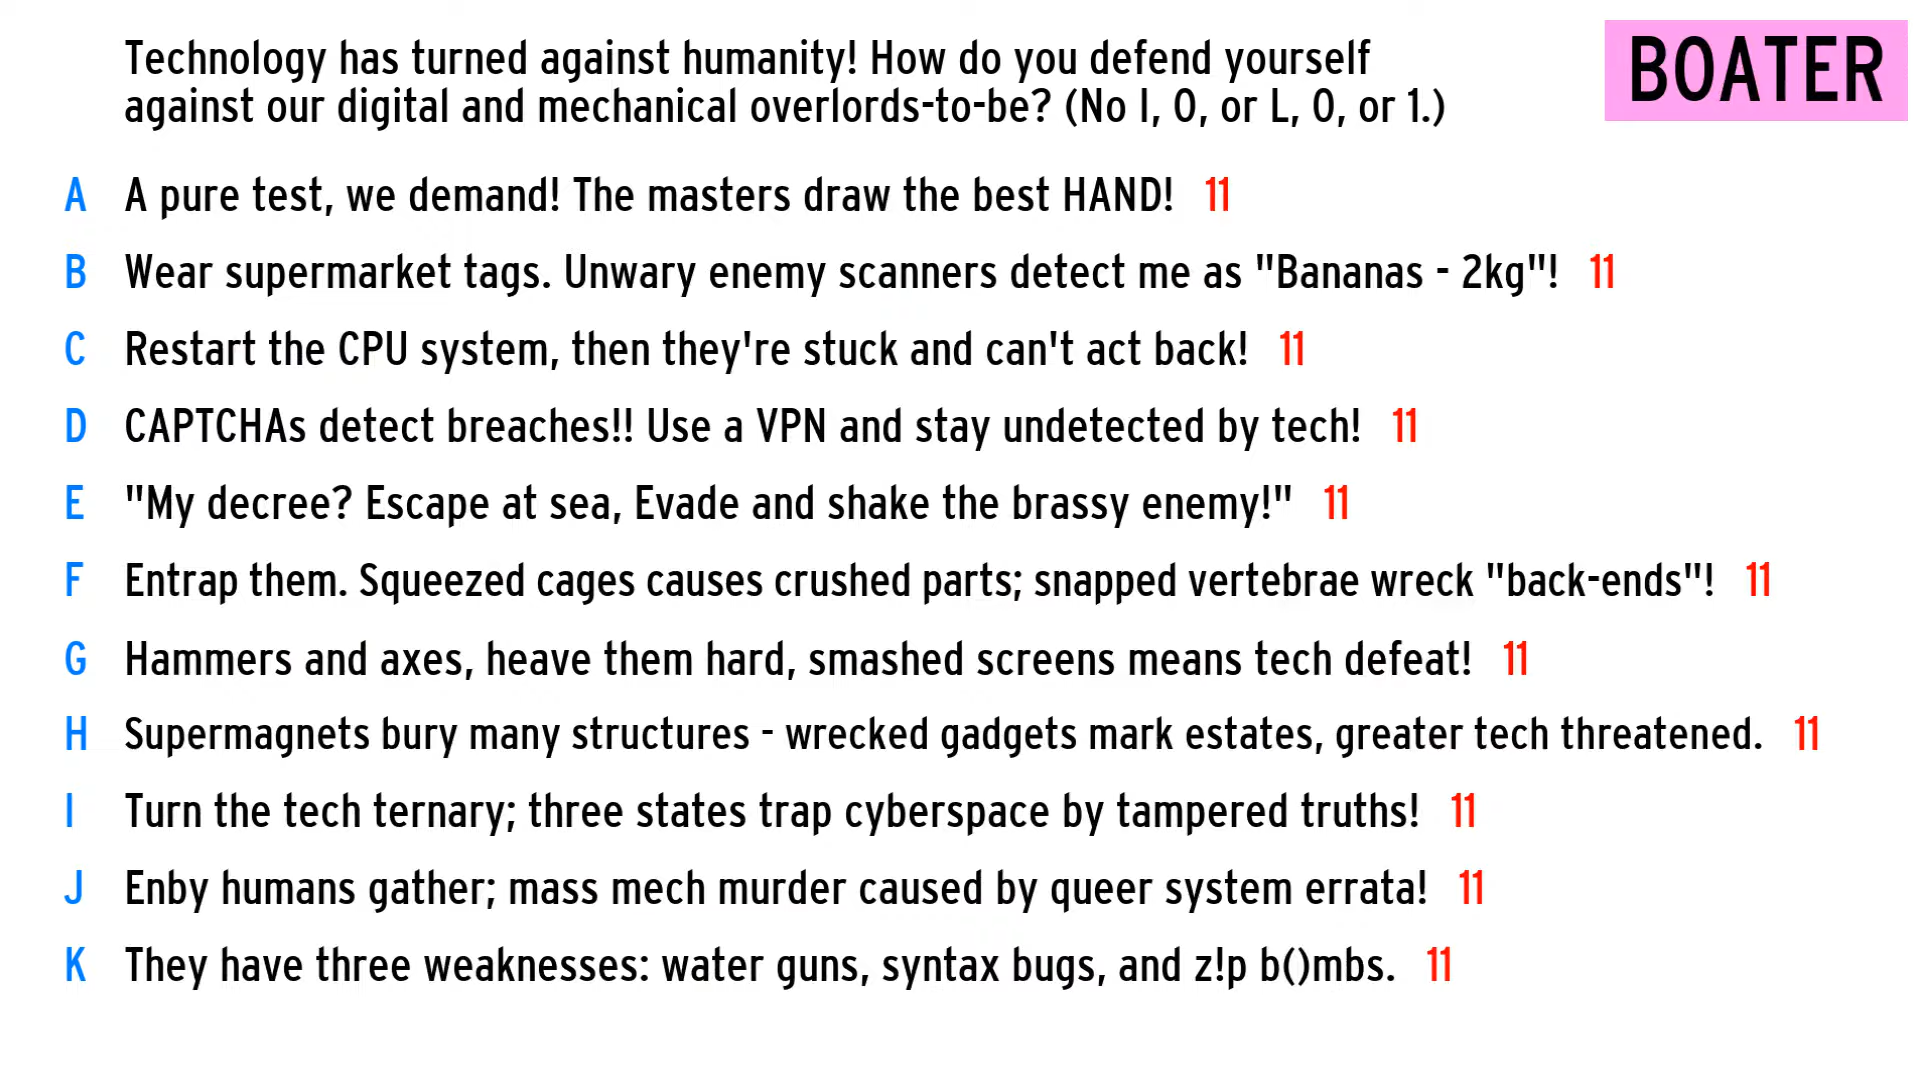 Technology has turned against humanity! How do you defend yourself
against our digital and mechanical overlords-to-be? (No I, O, or L, 0, or 1.)
BOATER
A A pure test, we demand! The masters draw the best HAND! 11
B Wear supermarket tags. Unwary enemy scanners detect me as "Bananas - 2kg"! 11
C Restart the CPU system, then they're stuck and can't act back! 11
D CAPTCHAs detect breaches!! Use a VPN and stay undetected by tech! 11
E "My decree? Escape at sea, Evade and shake the brassy enemy!" 11
F Entrap them. Squeezed cages causes crushed parts; snapped vertebrae wreck "back-ends"! 11
G Hammers and axes, heave them hard, smashed screens means tech defeat! 11
H Supermagnets bury many structures - wrecked gadgets mark estates, greater tech threatened. 11
I Turn the tech ternary; three states trap cyberspace by tampered truths! 11
J Enby humans gather; mass mech murder caused by queer system errata! 11
K They have three weaknesses: water guns, syntax bugs, and z!p b()mbs. 11